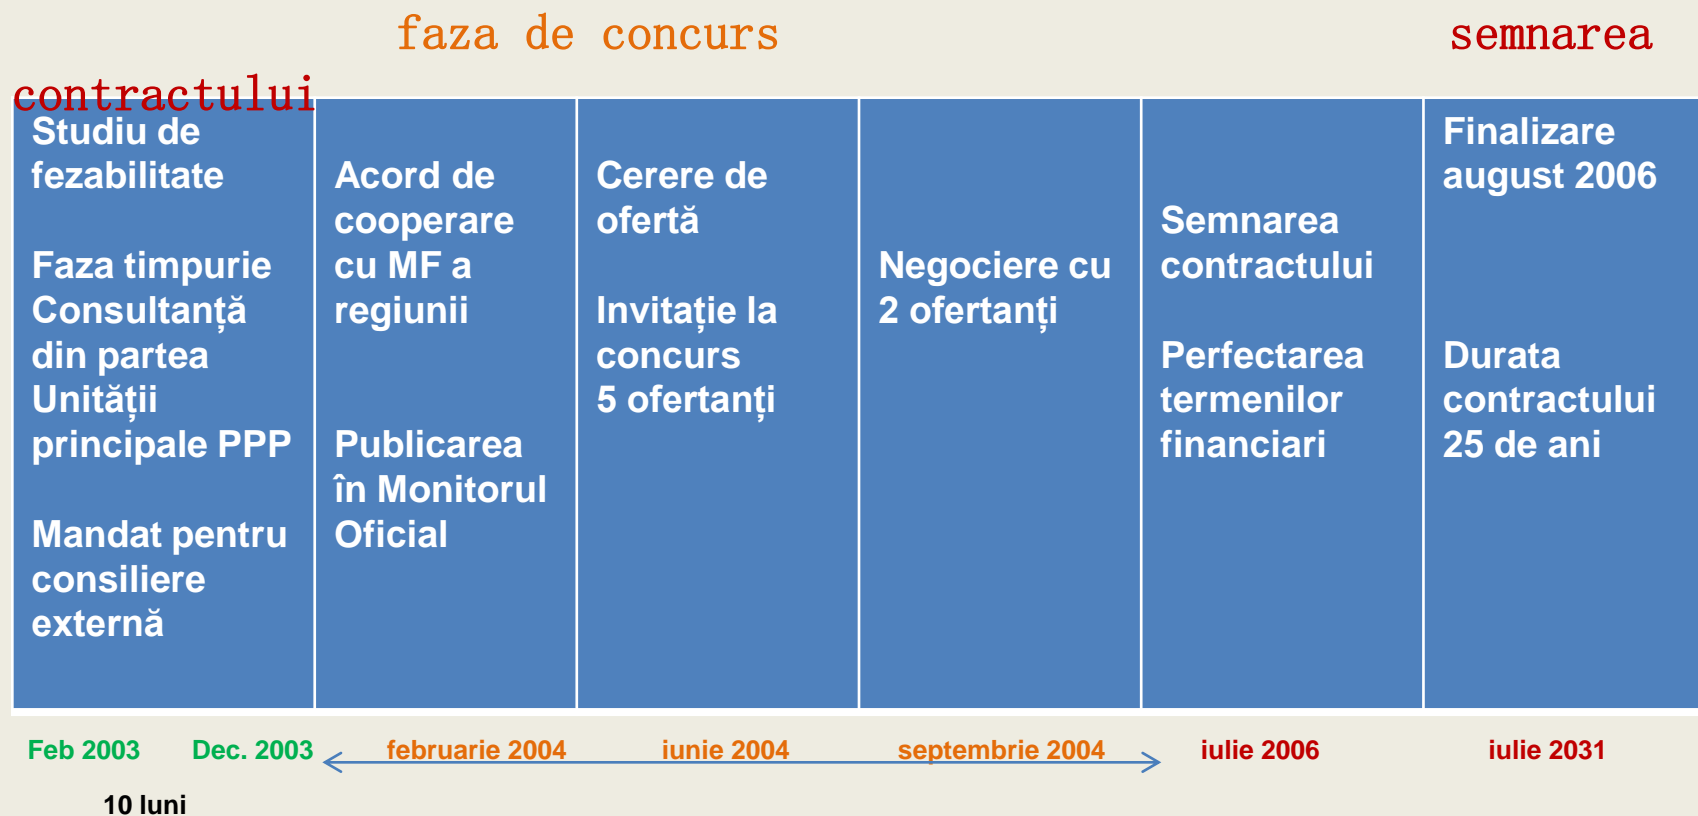 faza de concurs semnarea
contractului
Studiu de
fezabilitate
Faza timpurie
Consultanță
din partea
Unității
principale PPP
Mandat pentru
consiliere
externă
Acord de
cooperare
cu MF a
regiunii
Publicarea
în Monitorul
Oficial
Cerere de
ofertă
Invitație la
concurs
5 ofertanți
Negociere cu
2 ofertanți
Semnarea
contractului
Perfectarea
termenilor
financiari
Finalizare
august 2006
Durata
contractului
25 de ani
Feb 2003 Dec. 2003 februarie 2004 iunie 2004 septembrie 2004 iulie 2006 iulie 2031
10 luni